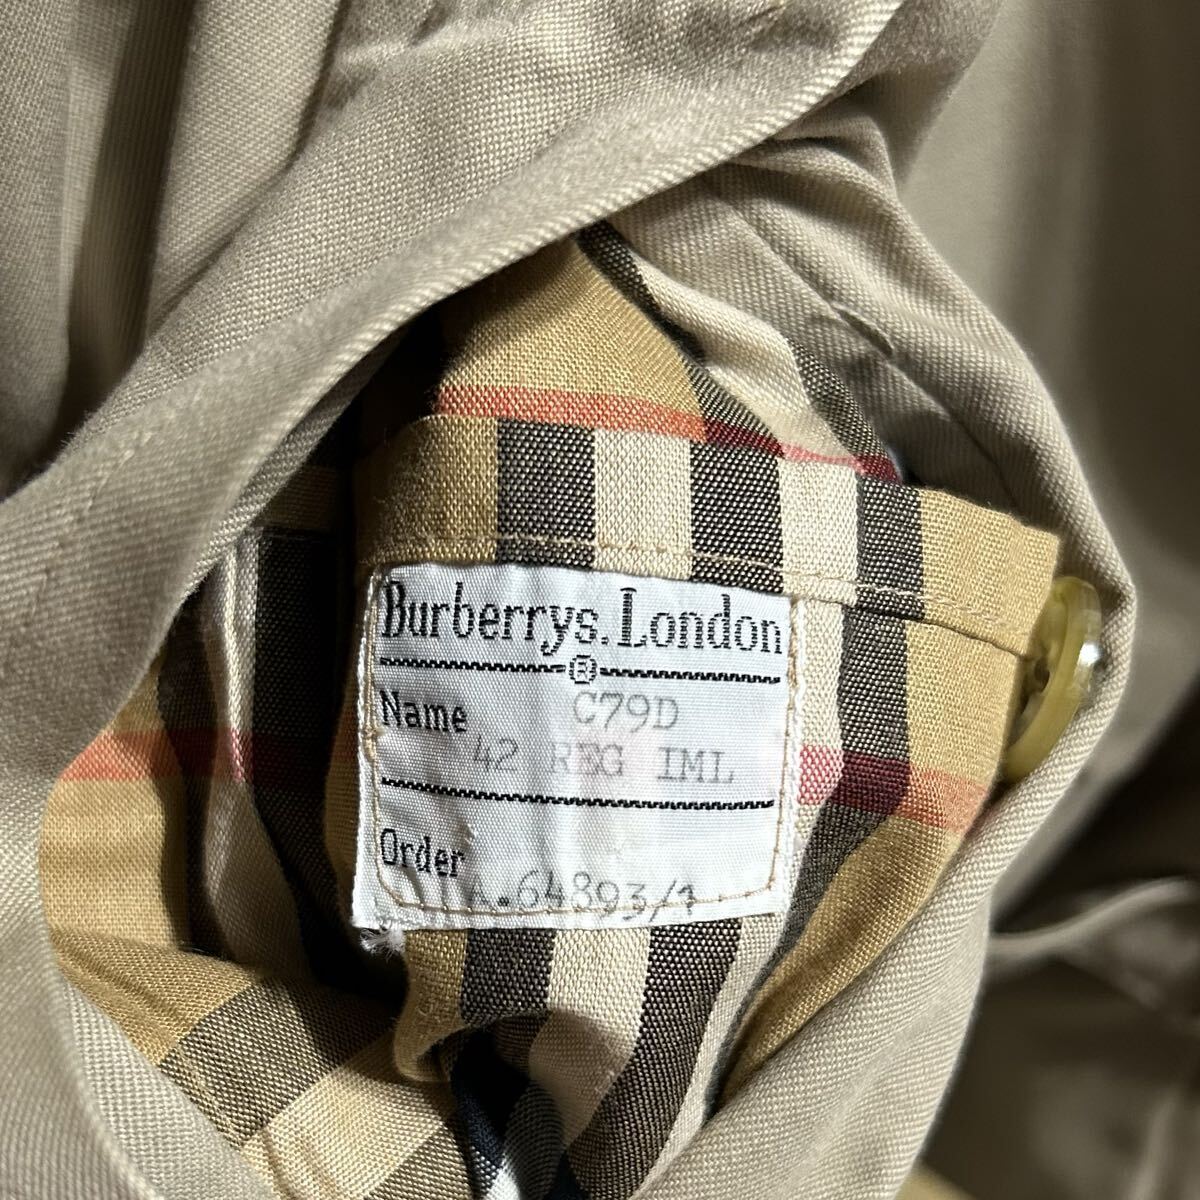 Burberrys. London
®
Name C79D
42 REG IML
Order
A.64893/1